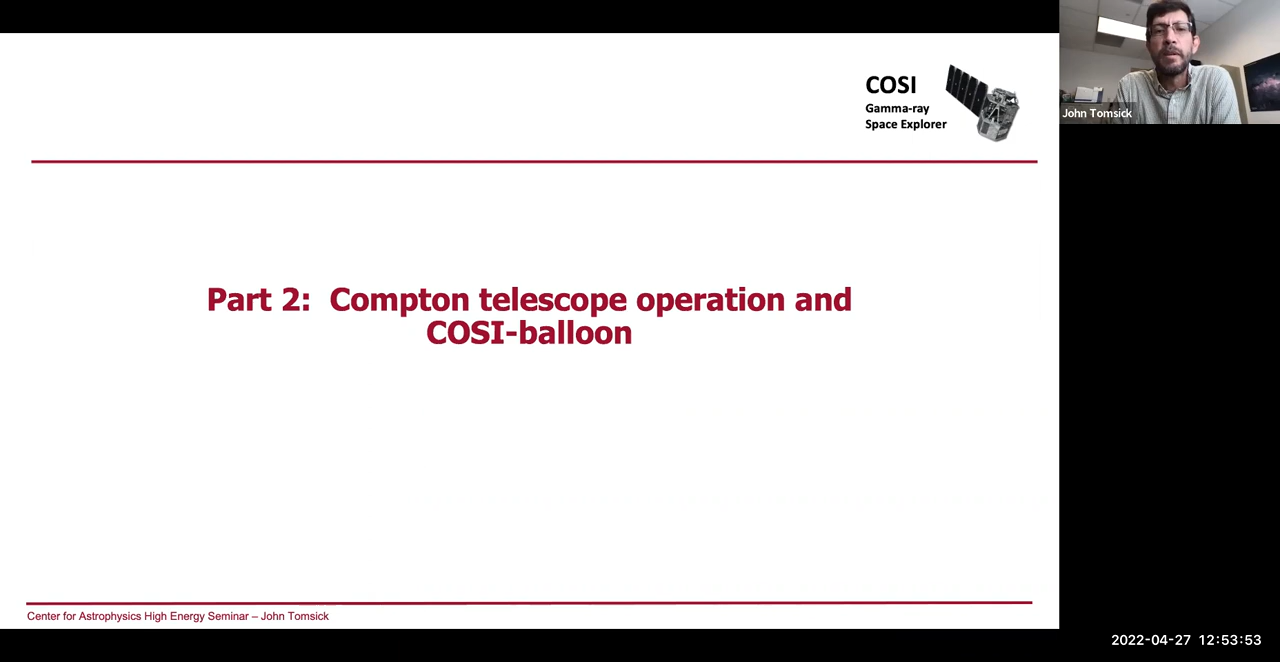 COSI
Gamma-ray
Space Explorer
John Tomsick
Part 2: Compton telescope operation and
COSI-balloon
Center for Astrophysics High Energy Seminar – John Tomsick
2022-04-27 12:53:53